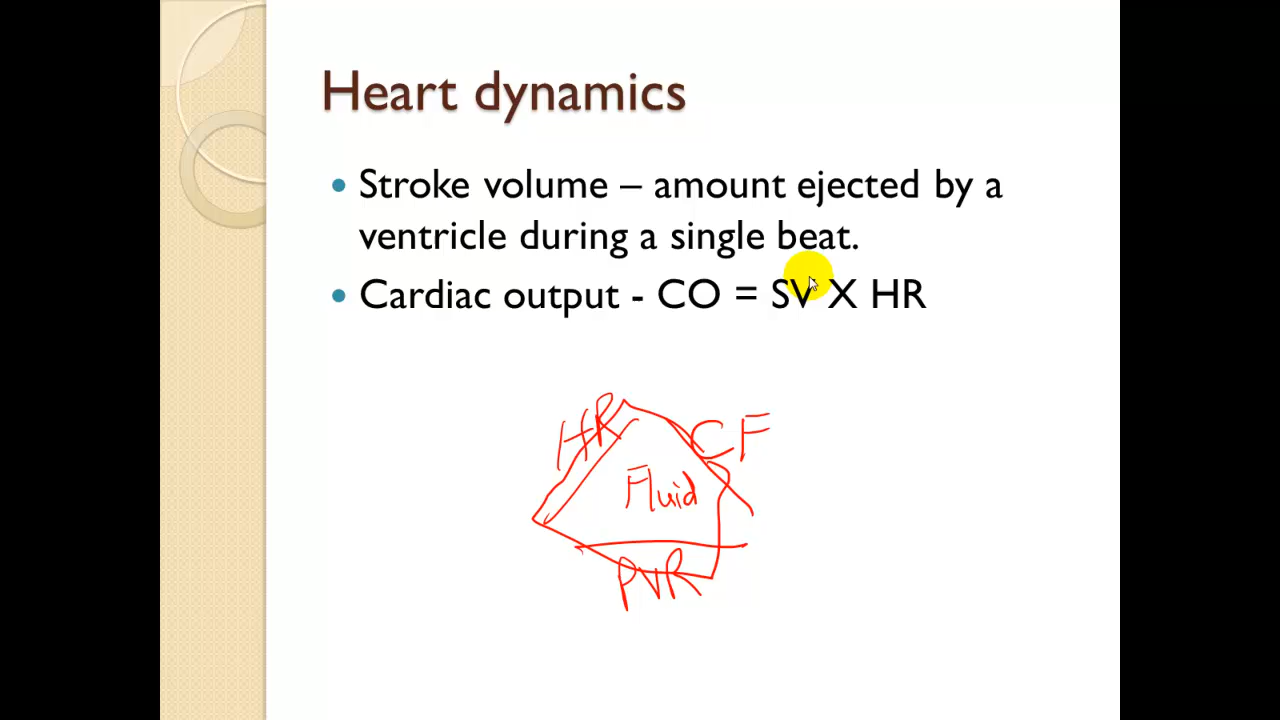 Heart dynamics
Stroke volume – amount ejected by a
ventricle during a single beat.
Cardiac output - CO = SV X HR
HR
CF
Fluid
PVR